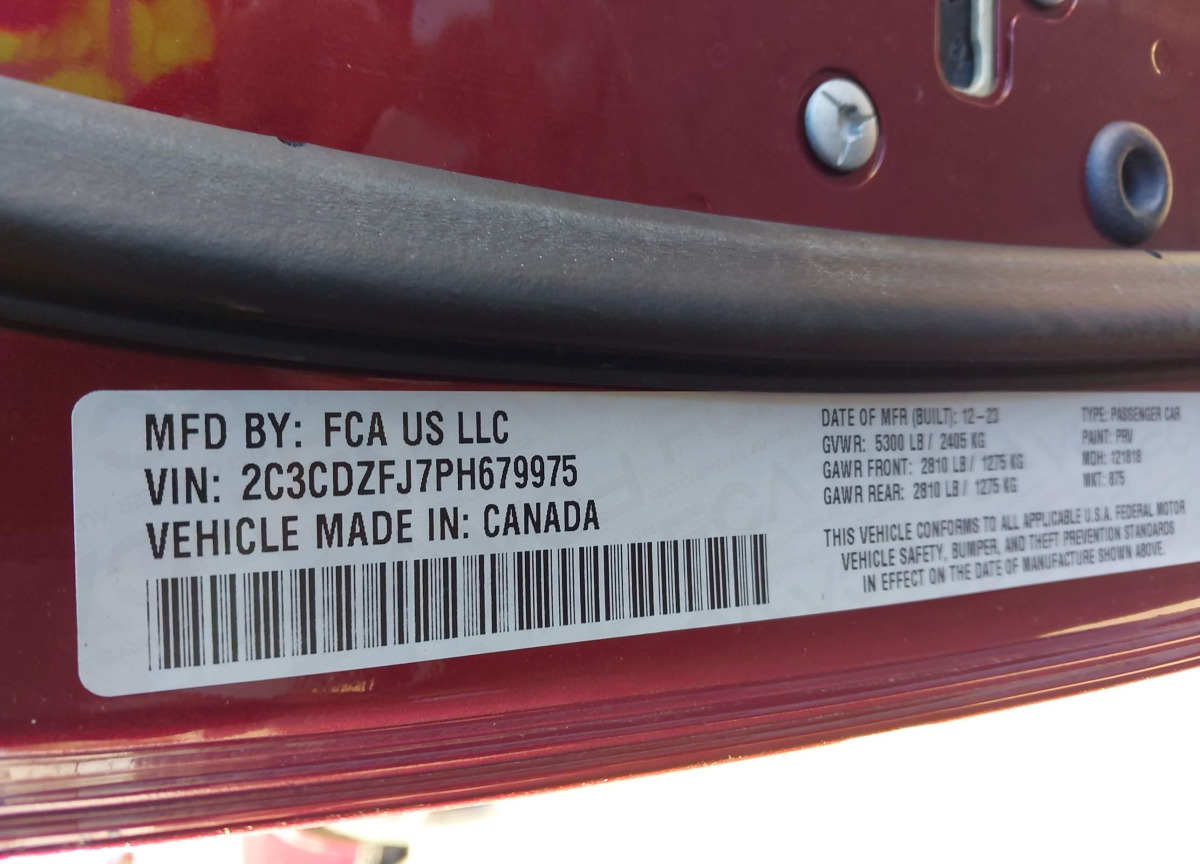 MFD BY: FCA US LLC
VIN: 2C3CDZFJ7PH679975
VEHICLE MADE IN: CANADA
DATE OF MFR (BUILT): 12-23
GVWR: 5300 LB / 2405 KG
GAWR FRONT: 2810 LB / 1275 KG
GAWR REAR: 2810 LB / 1275 KG
TYPE: PASSENGER CAR
PAINT: PRV
MDH: 121818
MKT: 875
THIS VEHICLE CONFORMS TO ALL APPLICABLE U.S.A. FEDERAL MOTOR
VEHICLE SAFETY, BUMPER, AND THEFT PREVENTION STANDARDS
IN EFFECT ON THE DATE OF MANUFACTURE SHOWN ABOVE.